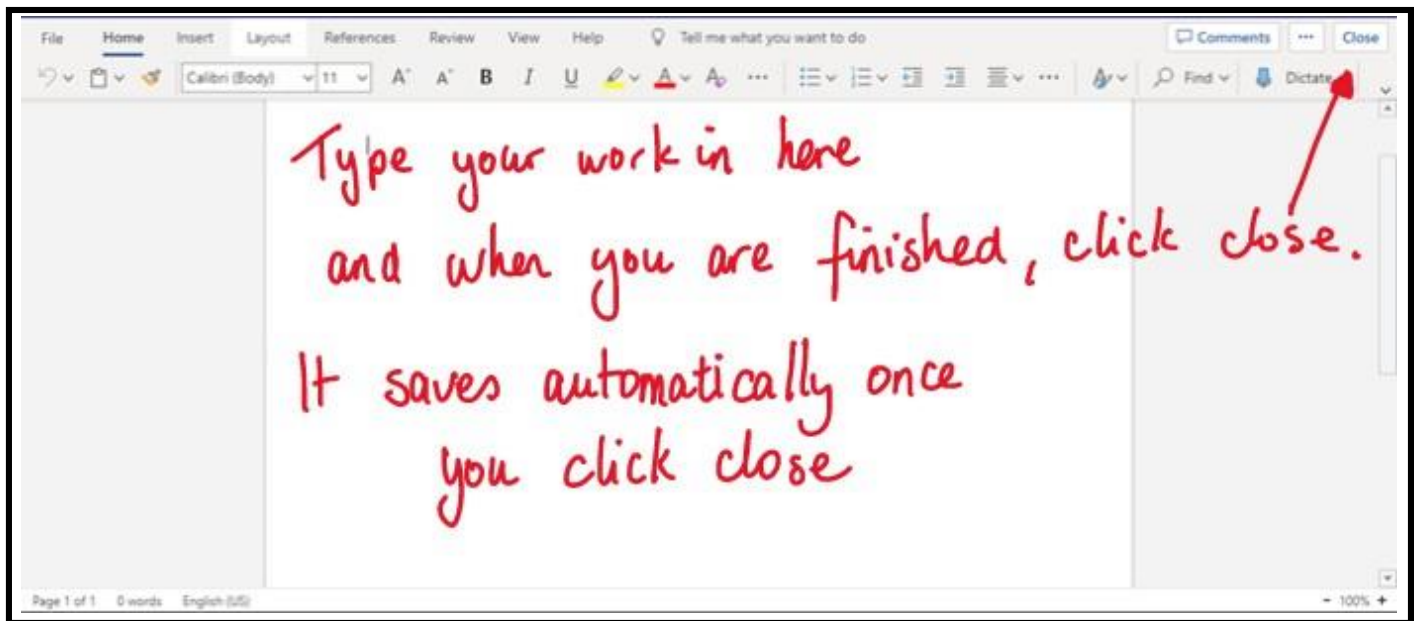 File Home Insert Layout References Review View Help Tell me what you want to do Comments ... Close
Calibri (Body) 11 A^ A˅ B I U A A ... Find Dictate
Type your work in here
and when you are finished, click close.
It saves automatically once
you click close
Page 1 of 1 0 words English (US) - 100% +